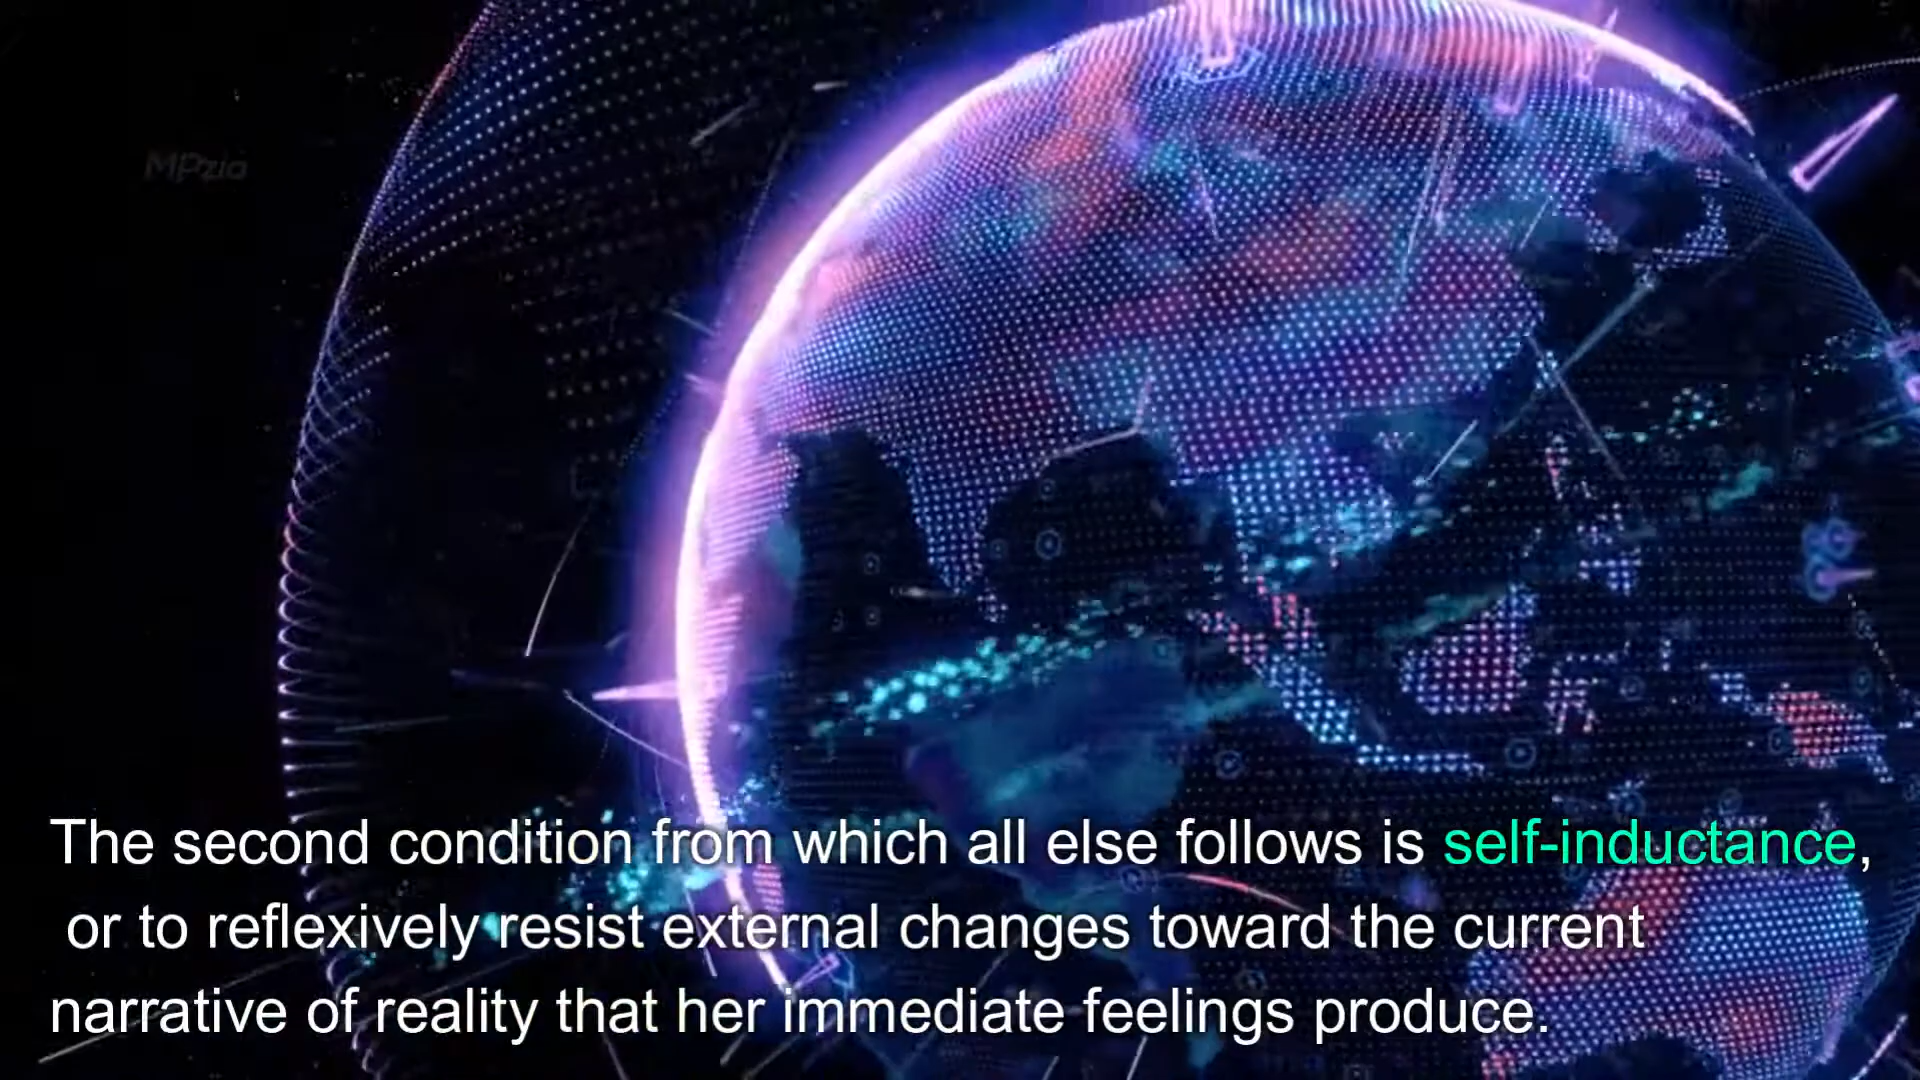 MPzio
The second condition from which all else follows is self-inductance,
or to reflexively resist external changes toward the current
narrative of reality that her immediate feelings produce.